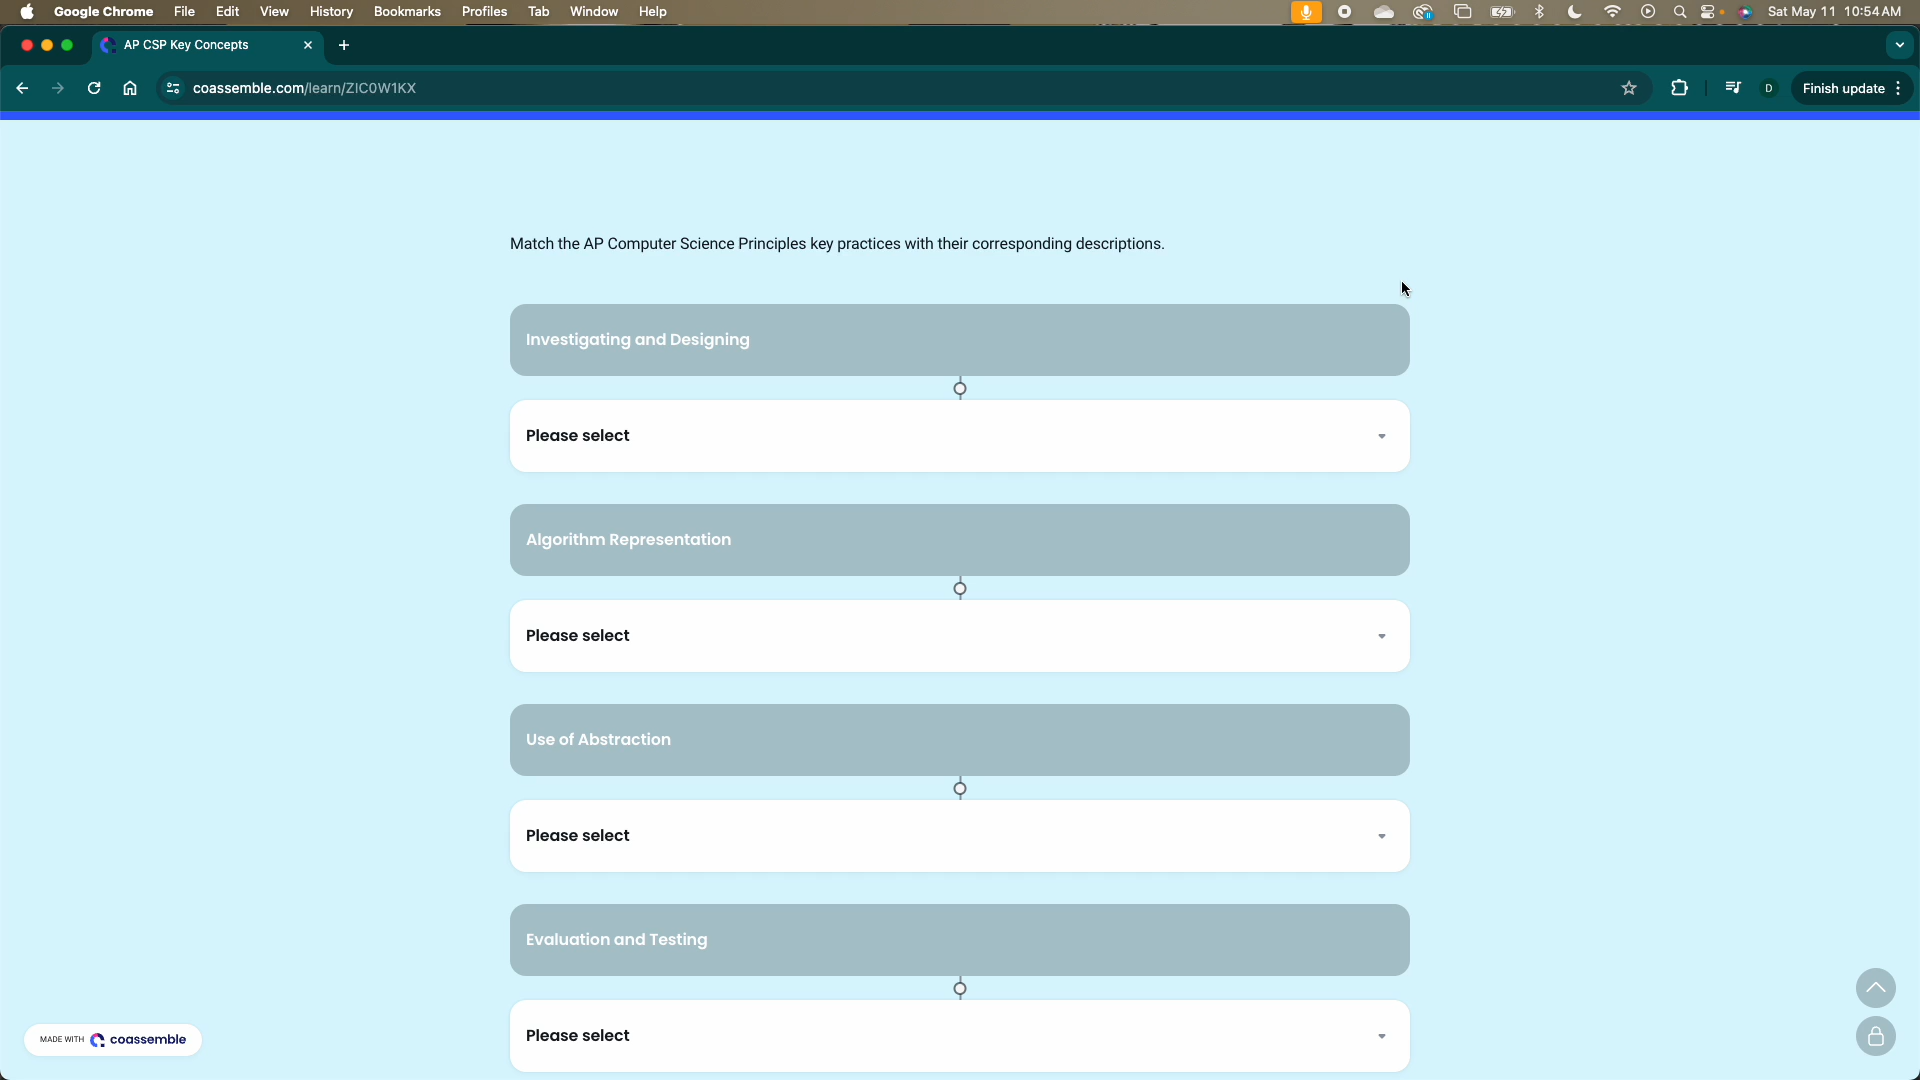 Google Chrome File Edit View History Bookmarks Profiles Tab Window Help Sat May 11 10:54 AM
AP CSP Key Concepts
coassemble.com/learn/ZIC0W1KX D Finish update
Match the AP Computer Science Principles key practices with their corresponding descriptions.
Investigating and Designing
Please select
Algorithm Representation
Please select
Use of Abstraction
Please select
Evaluation and Testing
Please select
MADE WITH coassemble